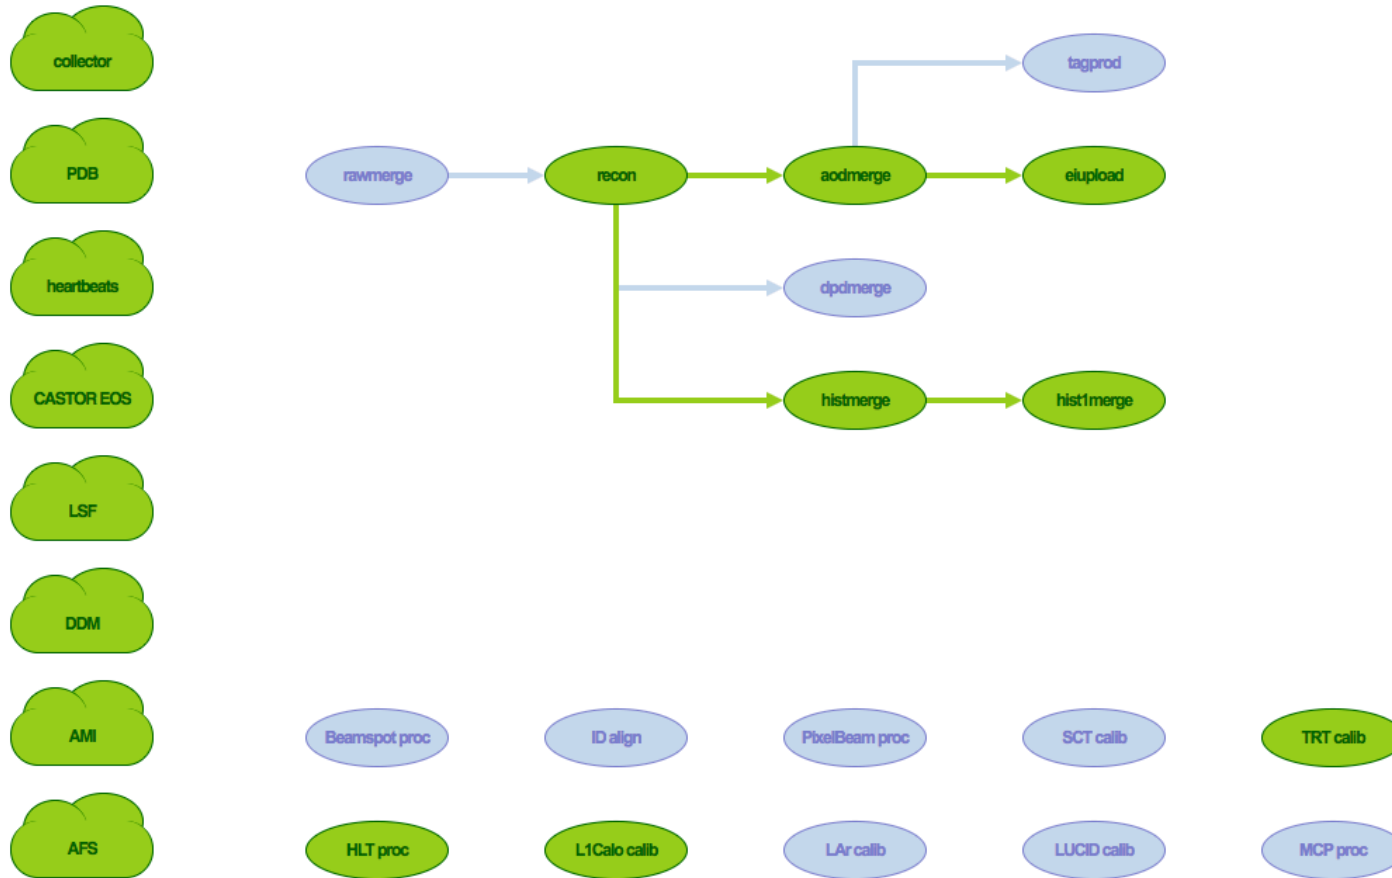 collector
tagprod
PDB
rawmerge
recon
aodmerge
eiupload
heartbeats
dpdmerge
CASTOR EOS
histmerge
hist1merge
LSF
DDM
AMI
Beamspot proc
ID align
PixelBeam proc
SCT calib
TRT calib
AFS
HLT proc
L1Calo calib
LAr calib
LUCID calib
MCP proc